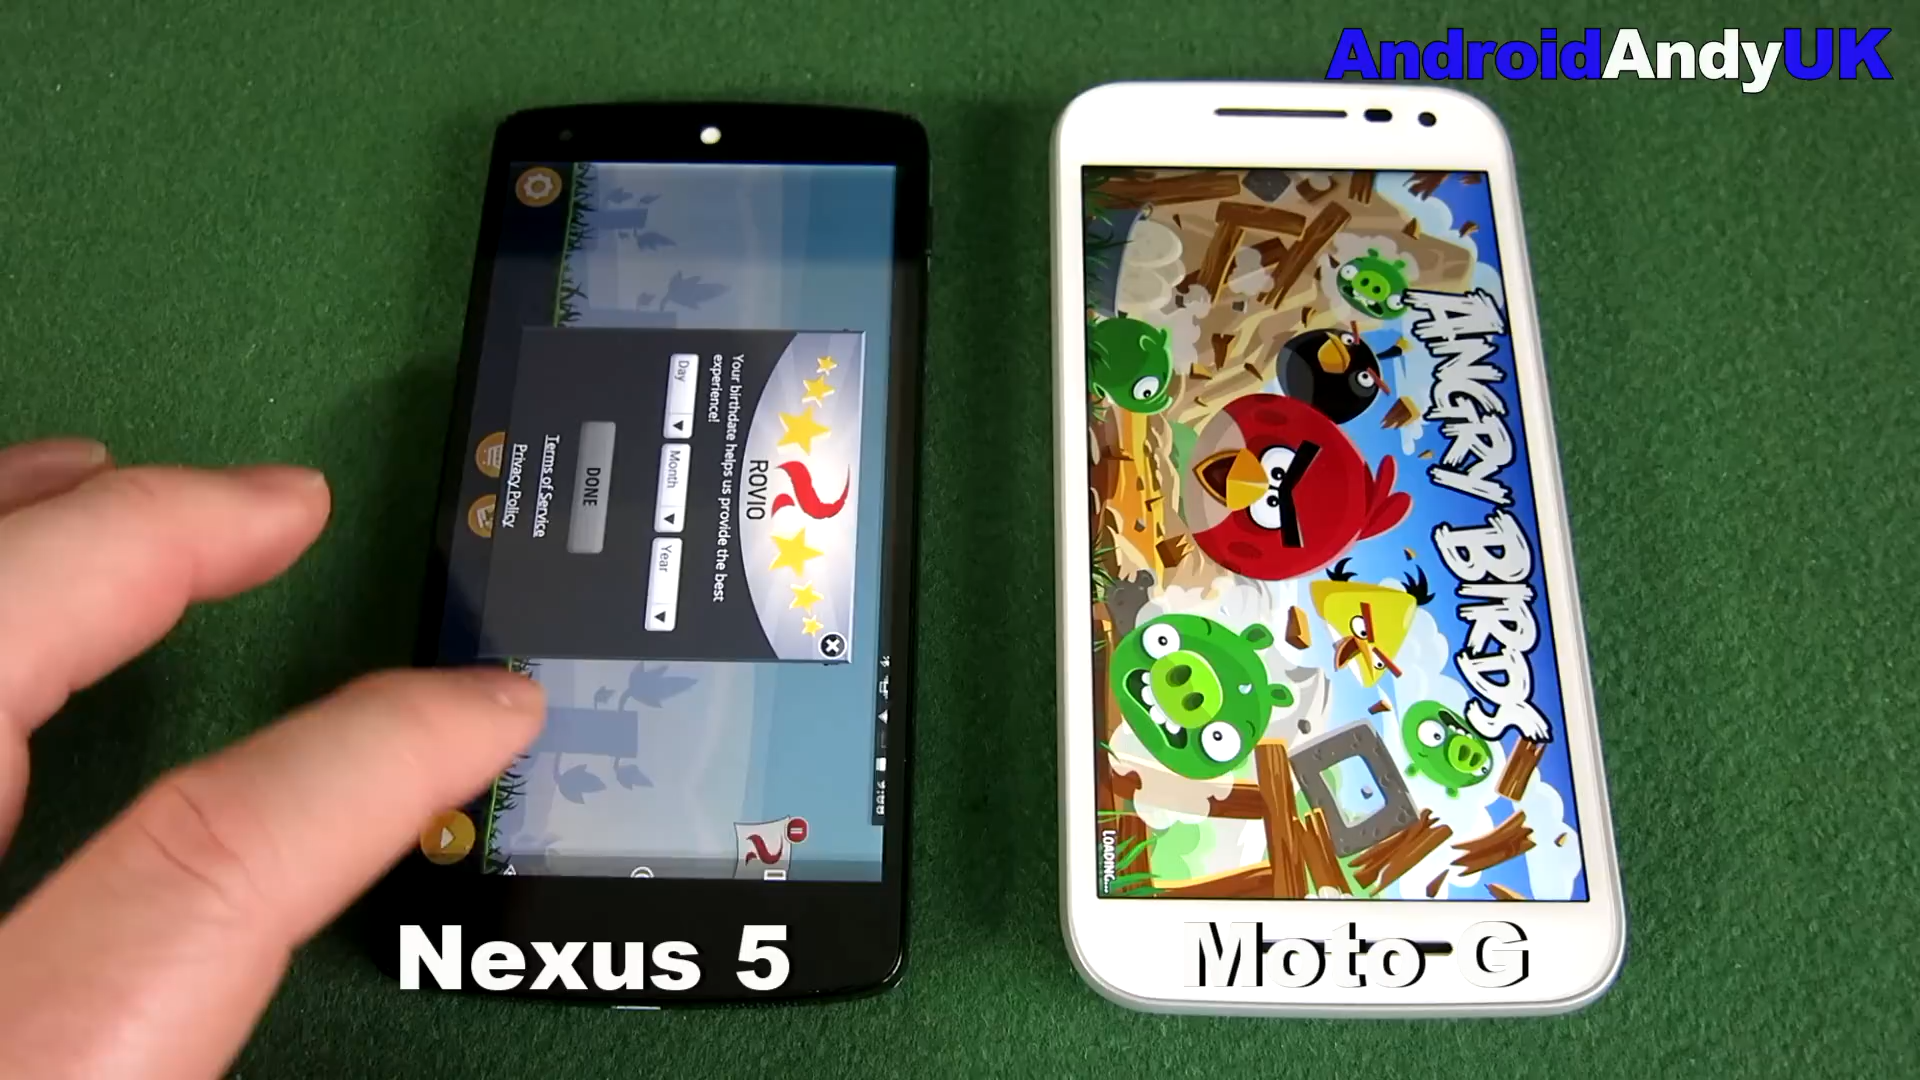 AndroidAndyUK
ROVIO
Your birthdate helps us provide the best
experience!
Day
Month
Year
DONE
Terms of Service
Privacy Policy
ANGRY BIRDS
LOADING...
Nexus 5
Moto G